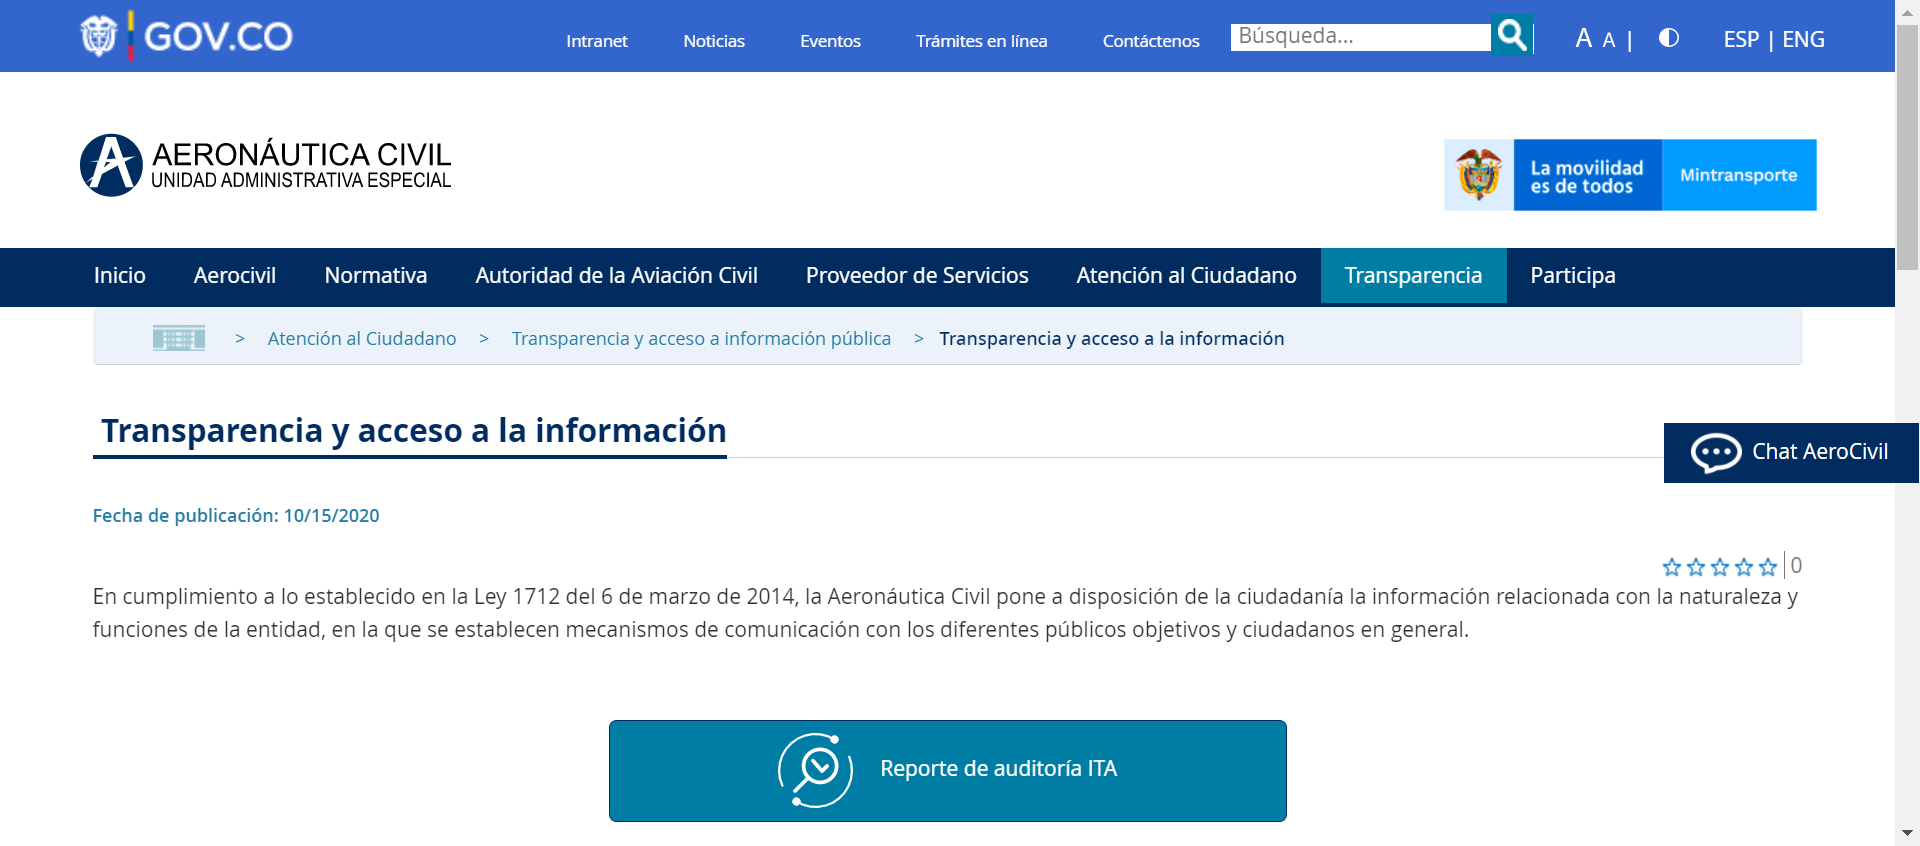 GOV.CO
Intranet Noticias Eventos Trámites en línea Contáctenos Búsqueda... A A | ESP | ENG
AERONÁUTICA CIVIL
UNIDAD ADMINISTRATIVA ESPECIAL
La movilidad
es de todos
Mintransporte
Inicio Aerocivil Normativa Autoridad de la Aviación Civil Proveedor de Servicios Atención al Ciudadano Transparencia Participa
> Atención al Ciudadano > Transparencia y acceso a información pública > Transparencia y acceso a la información
Transparencia y acceso a la información
Chat AeroCivil
Fecha de publicación: 10/15/2020
0
En cumplimiento a lo establecido en la Ley 1712 del 6 de marzo de 2014, la Aeronáutica Civil pone a disposición de la ciudadanía la información relacionada con la naturaleza y
funciones de la entidad, en la que se establecen mecanismos de comunicación con los diferentes públicos objetivos y ciudadanos en general.
Reporte de auditoría ITA